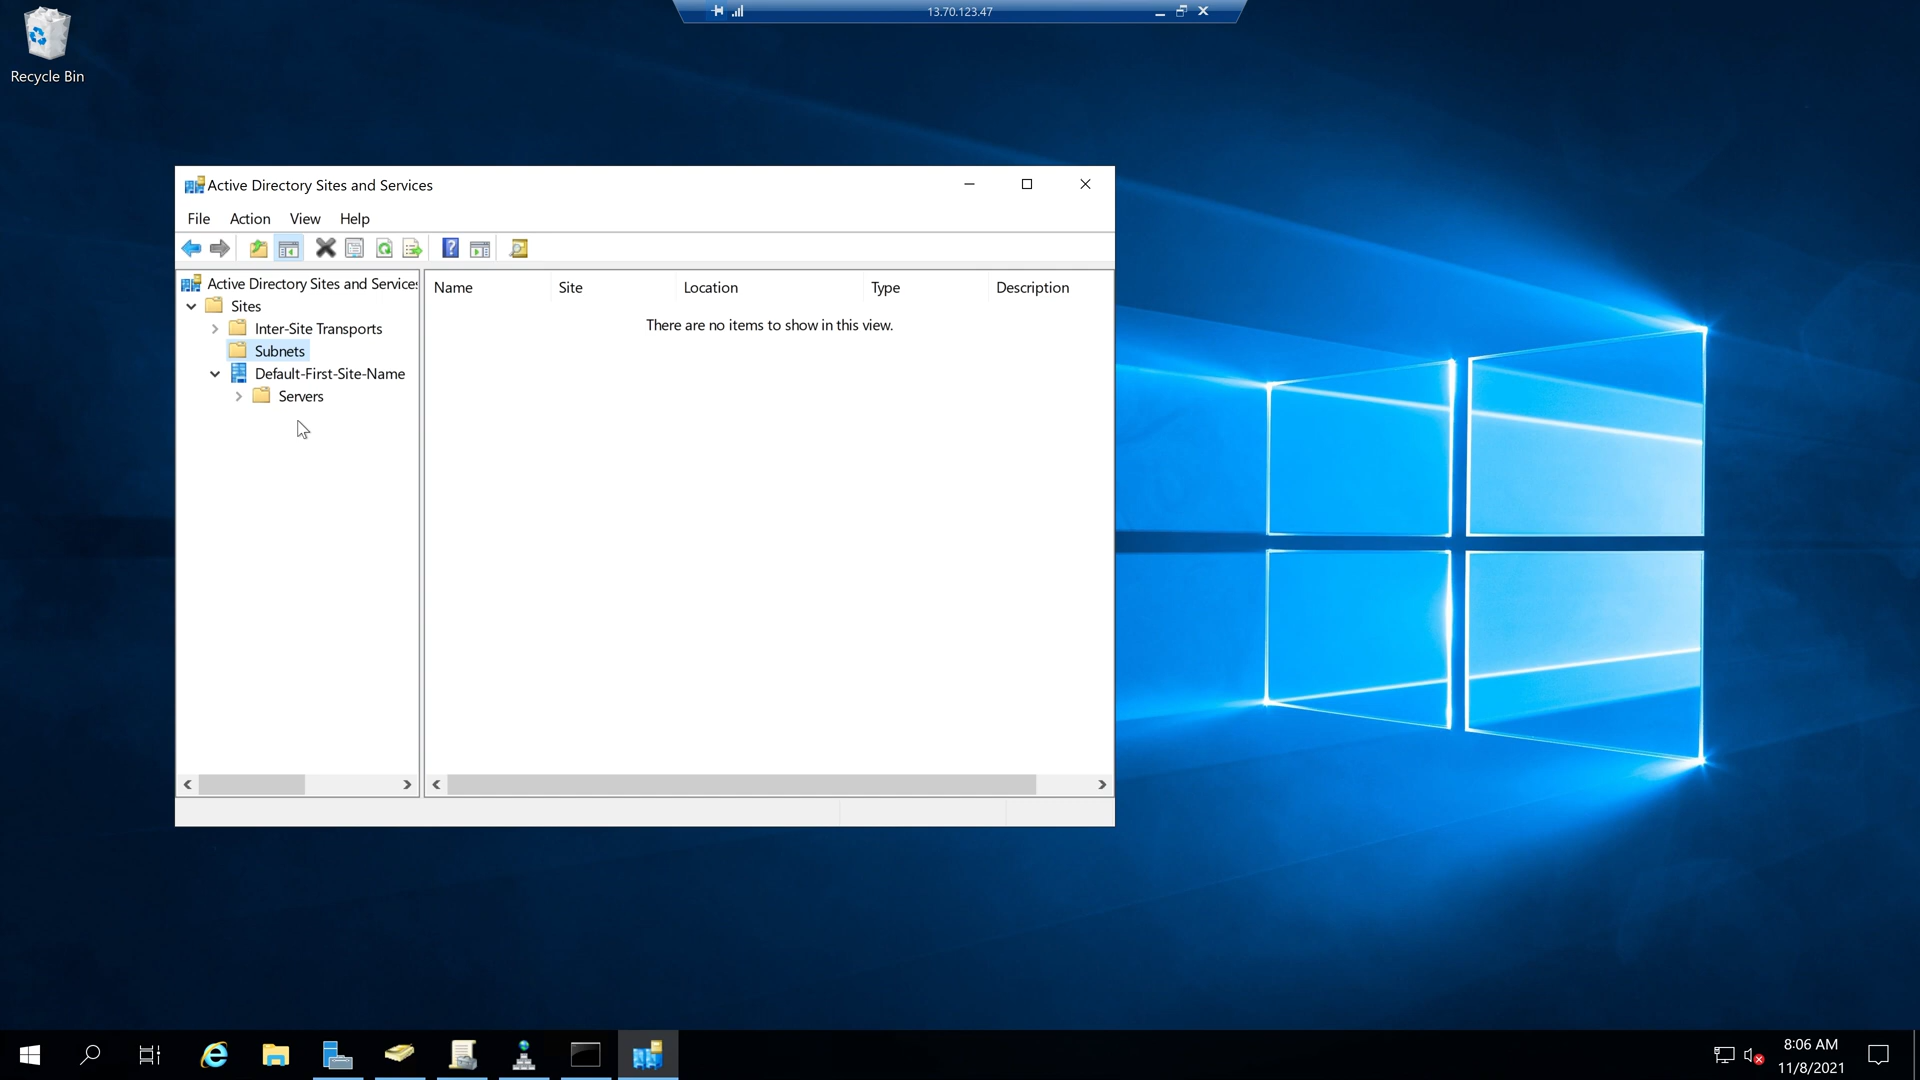 13.70.123.47
Recycle Bin
Active Directory Sites and Services
File Action View Help
Active Directory Sites and Services
Sites
Inter-Site Transports
Subnets
Default-First-Site-Name
Servers
Name Site Location Type Description
There are no items to show in this view.
8:06 AM
11/8/2021